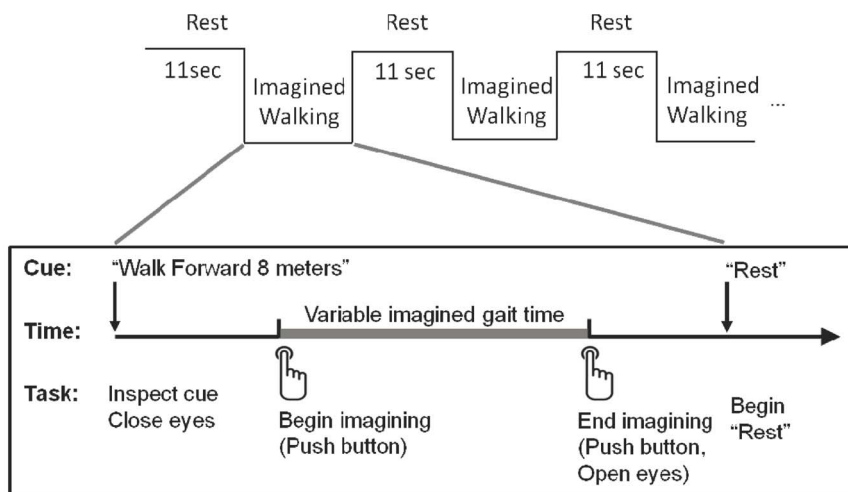 Rest
Rest
Rest
11sec
11 sec
11 sec
Imagined
Walking
Imagined
Walking
Imagined
Walking
...
Cue:
“Walk Forward 8 meters”
“Rest”
Time:
Variable imagined gait time
Task:
Inspect cue
Close eyes
Begin imagining
(Push button)
End imagining
(Push button,
Open eyes)
Begin
“Rest”